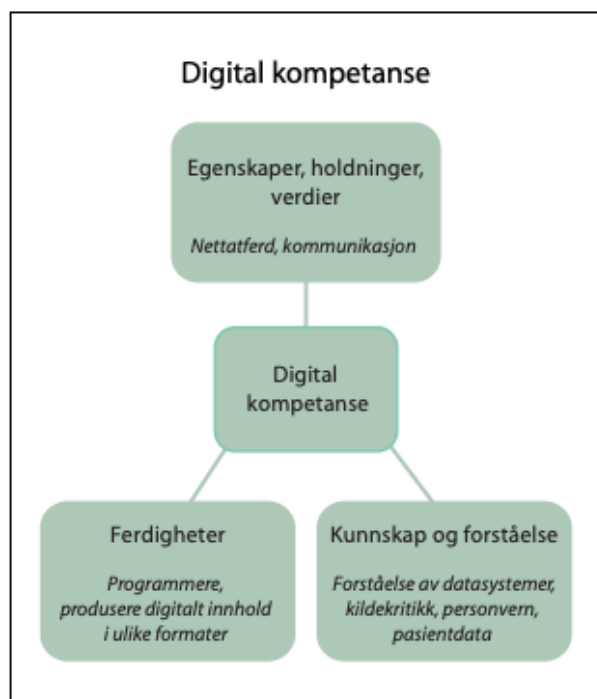 Digital kompetanse
Egenskaper, holdninger,
verdier
Nettatferd, kommunikasjon
Digital
kompetanse
Ferdigheter
Programmere,
produsere digitalt innhold
i ulike formater
Kunnskap og forståelse
Forståelse av datasystemer,
kildekritikk, personvern,
pasientdata